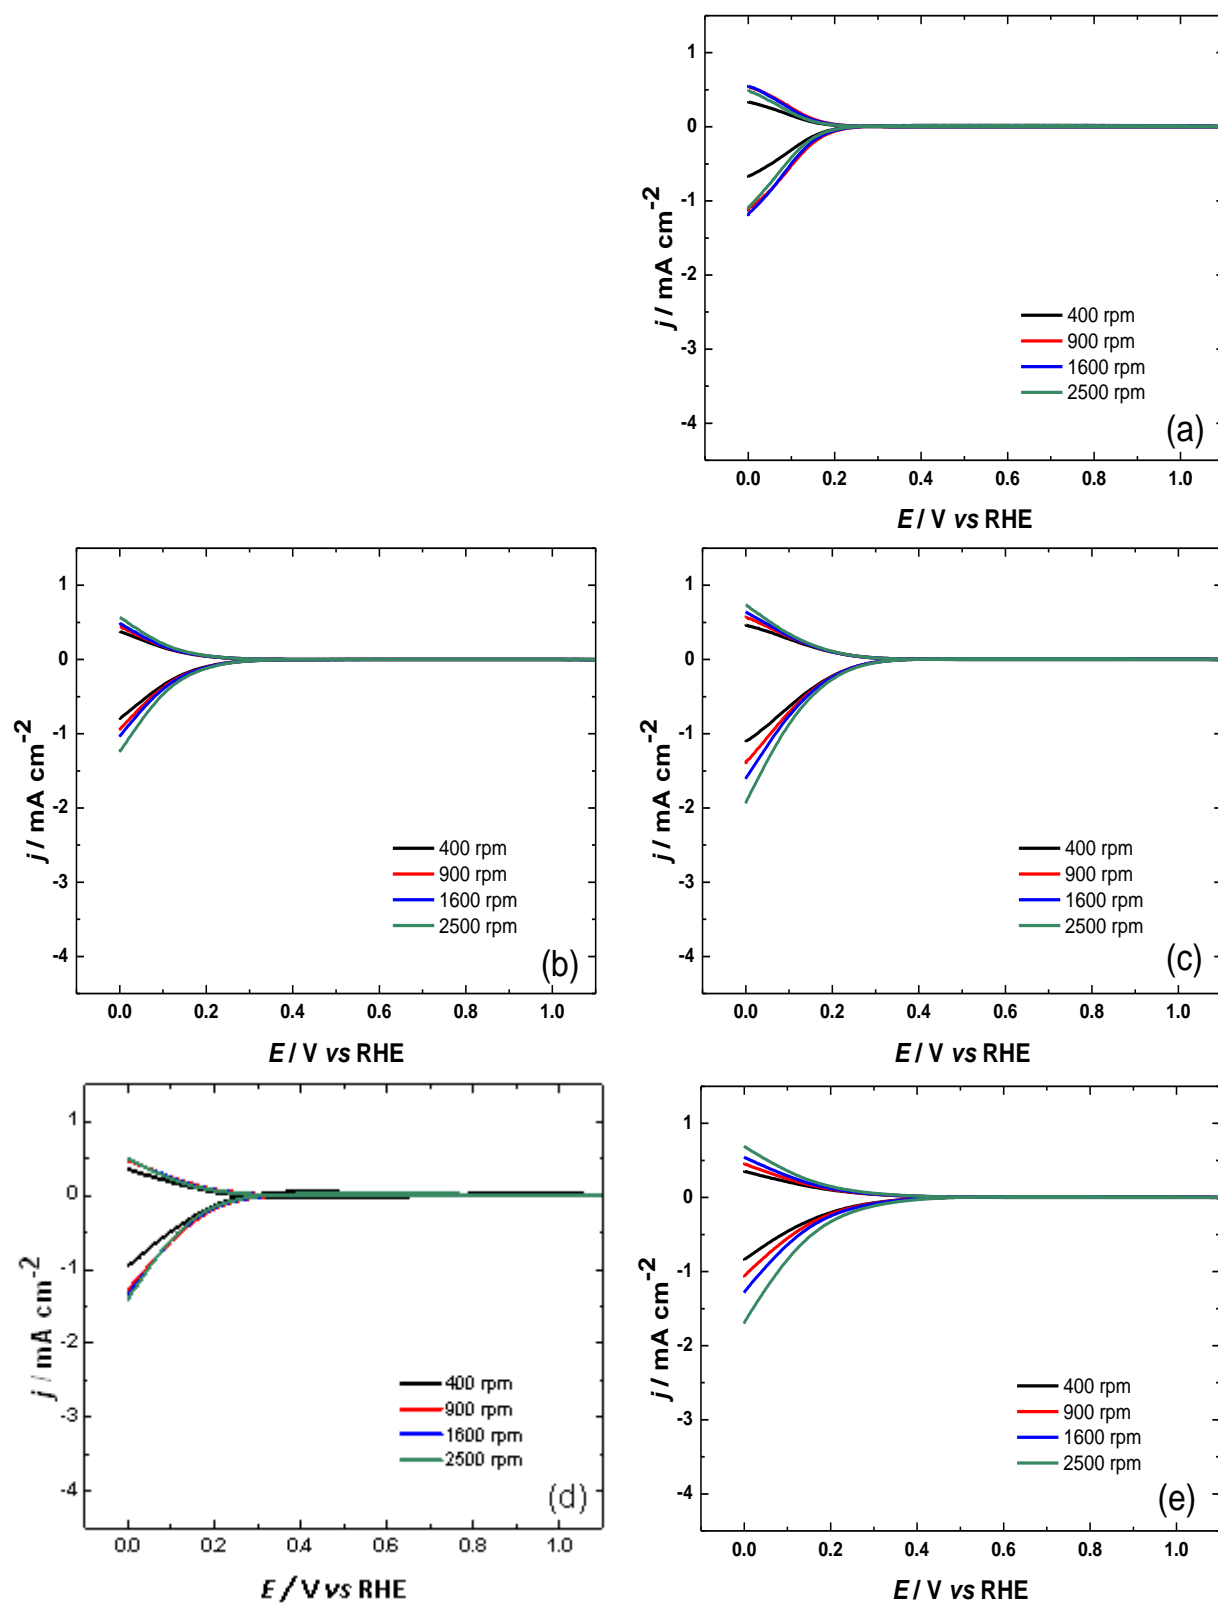 1
0
-1
-2
-3
-4
j / mA cm-2
400 rpm
900 rpm
1600 rpm
2500 rpm
(a)
0.0 0.2 0.4 0.6 0.8 1.0
E / V vs RHE
1
0
-1
-2
-3
-4
j / mA cm-2
400 rpm
900 rpm
1600 rpm
2500 rpm
(b)
0.0 0.2 0.4 0.6 0.8 1.0
E / V vs RHE
1
0
-1
-2
-3
-4
j / mA cm-2
400 rpm
900 rpm
1600 rpm
2500 rpm
(c)
0.0 0.2 0.4 0.6 0.8 1.0
E / V vs RHE
1
0
-1
-2
-3
-4
j / mA cm-2
400 rpm
900 rpm
1600 rpm
2500 rpm
(d)
0.0 0.2 0.4 0.6 0.8 1.0
E / V vs RHE
1
0
-1
-2
-3
-4
j / mA cm-2
400 rpm
900 rpm
1600 rpm
2500 rpm
(e)
0.0 0.2 0.4 0.6 0.8 1.0
E / V vs RHE